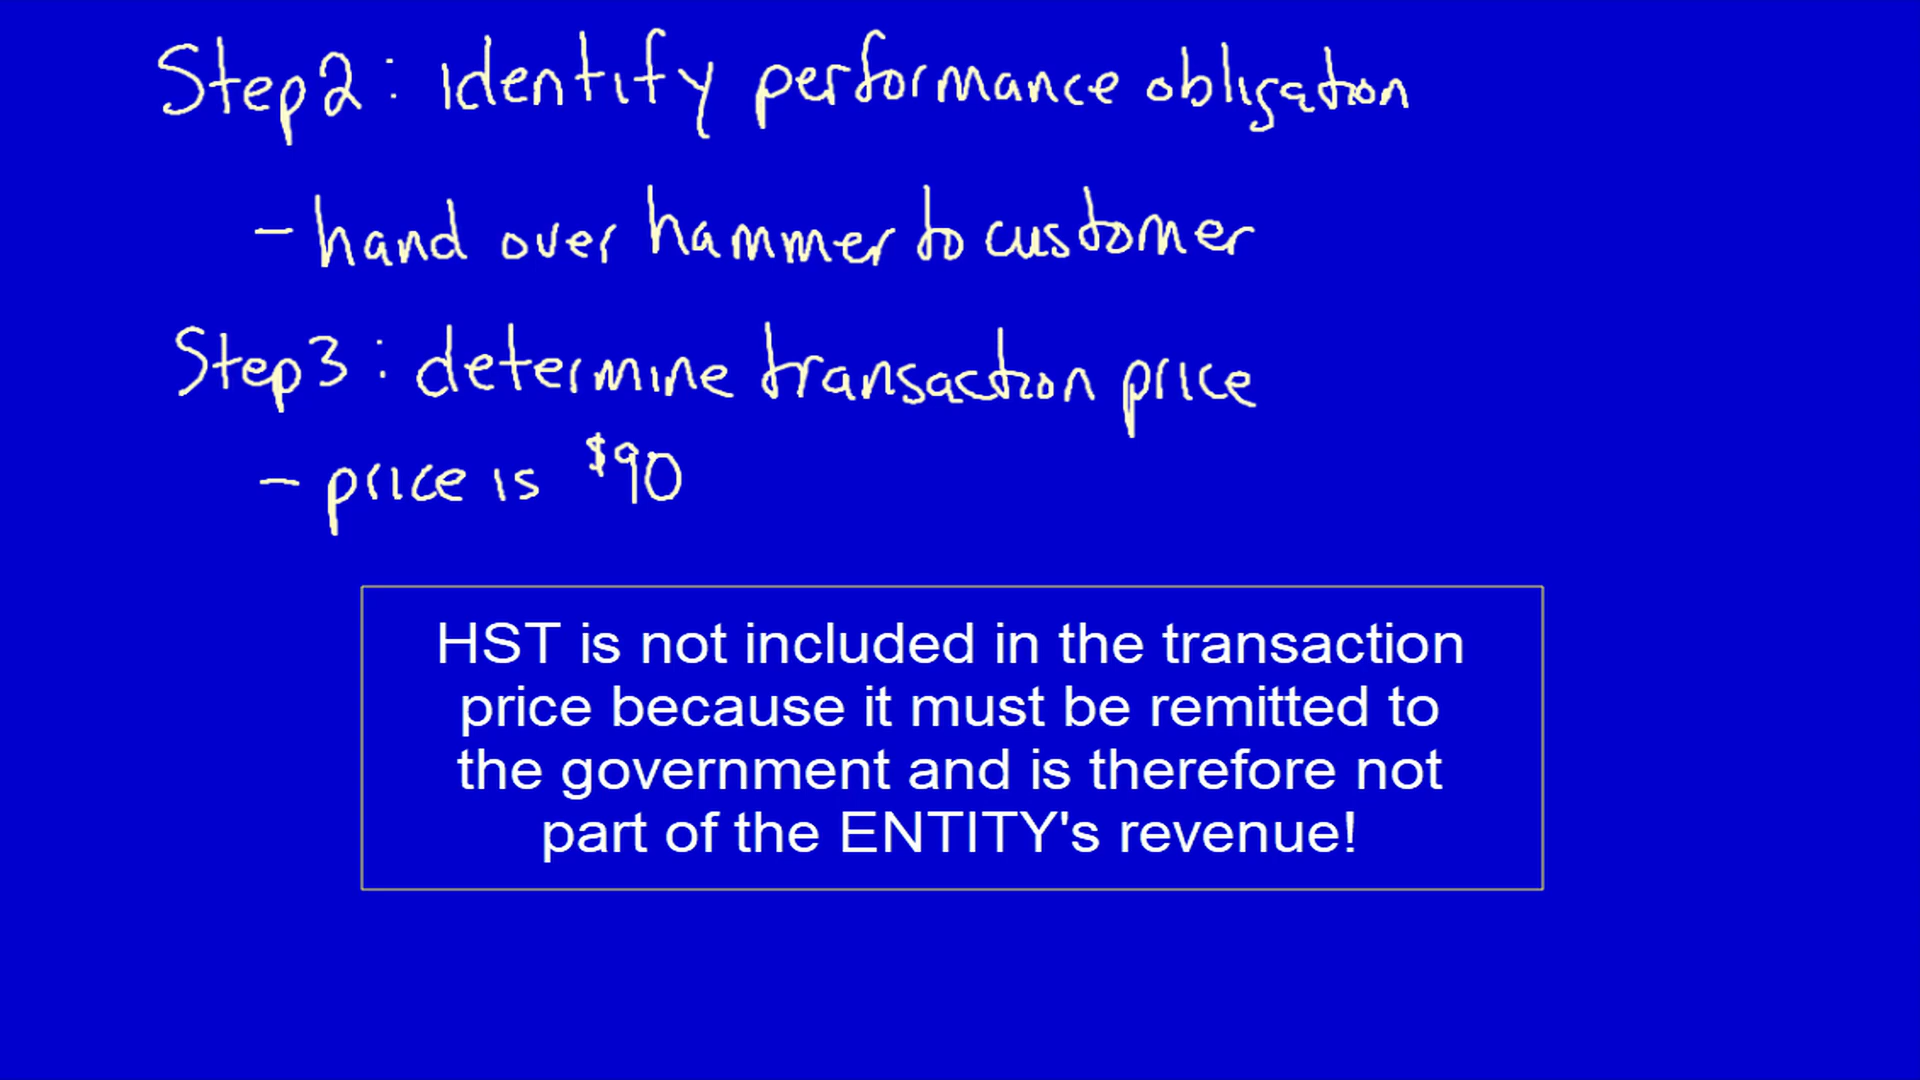 Step 2: identify performance obligation
- hand over hammer to customer
Step 3: determine transaction price
- price is $90
HST is not included in the transaction
price because it must be remitted to
the government and is therefore not
part of the ENTITY's revenue!